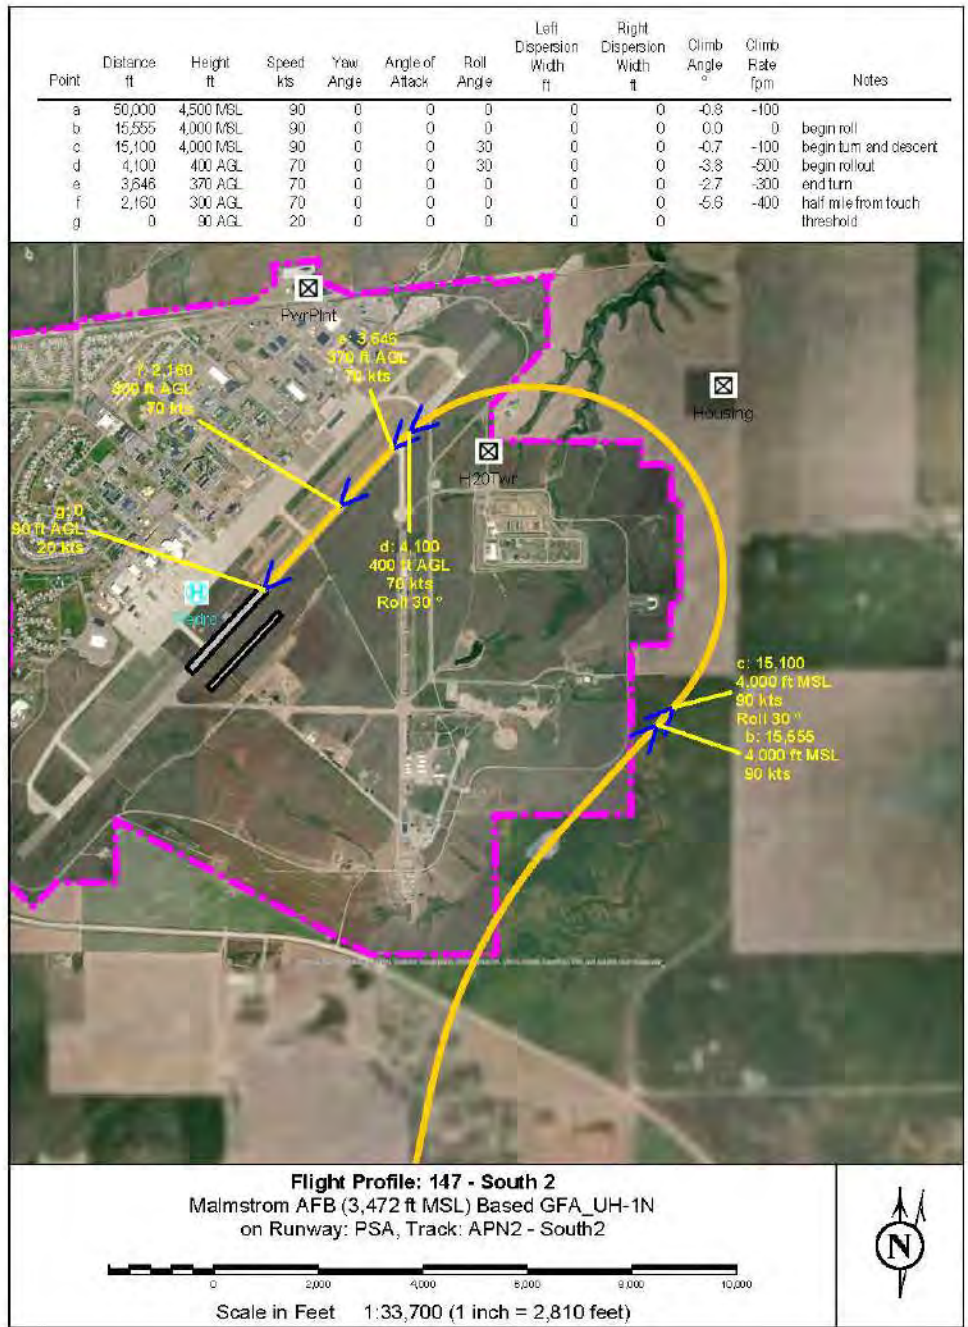 Point Distance ft Height ft Speed kts Yaw Angle Angle of Attack Roll Angle Left Dispersion Width ft Right Dispersion Width ft Climb Angle ° Climb Rate fpm Notes
a 50,000 4,500 MSL 90 0 0 0 0 0 -0.8 -100
b 15,555 4,000 MSL 90 0 0 0 0 0 0.0 0 begin roll
c 15,100 4,000 MSL 90 0 0 30 0 0 -0.7 -100 begin turn and descent
d 4,100 400 AGL 70 0 0 30 0 0 -3.8 -500 begin rollout
e 3,646 370 AGL 70 0 0 0 0 0 -2.7 -300 end turn
f 2,160 300 AGL 70 0 0 0 0 0 -5.6 -400 half mile from touch
g 0 90 AGL 20 0 0 0 0 0 threshold
PwrPlnt
e: 3,646
370 ft AGL
70 kts
f: 2,160
300 ft AGL
70 kts
Housing
H20Twr
g: 0
90 ft AGL
20 kts
d: 4,100
400 ft AGL
70 kts
Roll 30 °
H
c: 15,100
4,000 ft MSL
90 kts
Roll 30 °
b: 15,555
4,000 ft MSL
90 kts
Flight Profile: 147 - South 2
Malmstrom AFB (3,472 ft MSL) Based GFA_UH-1N
on Runway: PSA, Track: APN2 - South2
0 2,000 4,000 6,000 8,000 10,000
Scale in Feet 1:33,700 (1 inch = 2,810 feet)
N